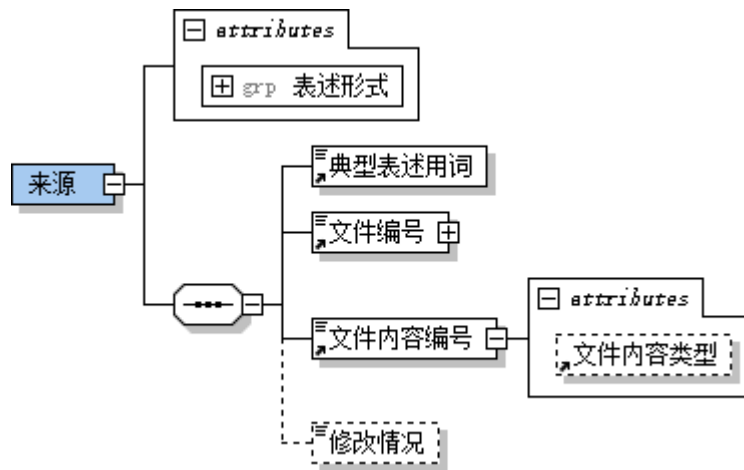 attributes
grp 表述形式
来源
典型表述用词
文件编号
文件内容编号
attributes
文件内容类型
修改情况